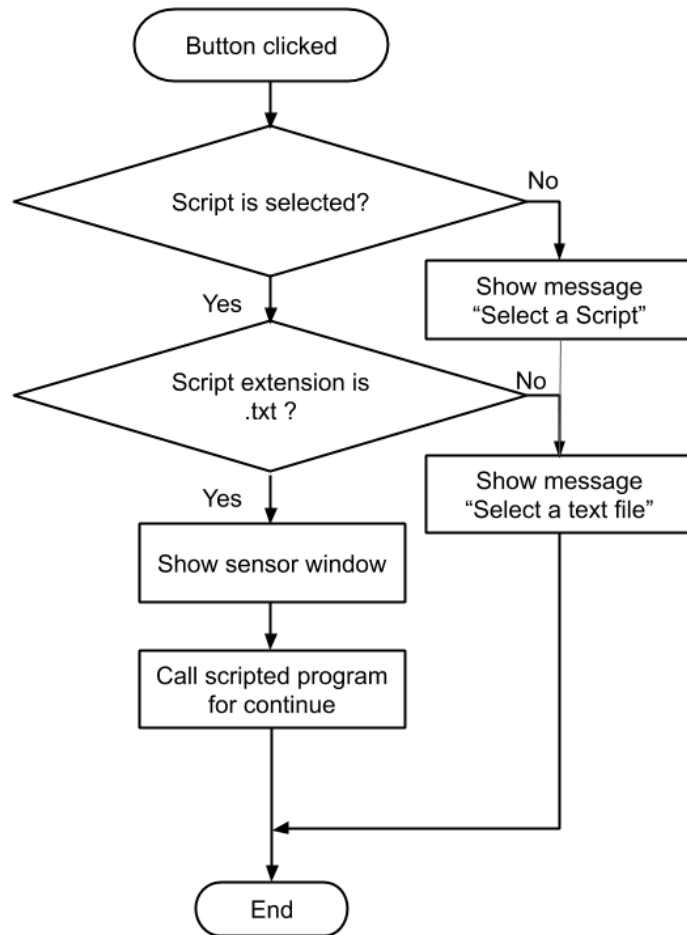 Button clicked
Script is selected?
No
Show message
“Select a Script”
Yes
Script extension is
.txt ?
No
Show message
“Select a text file”
Yes
Show sensor window
Call scripted program
for continue
End